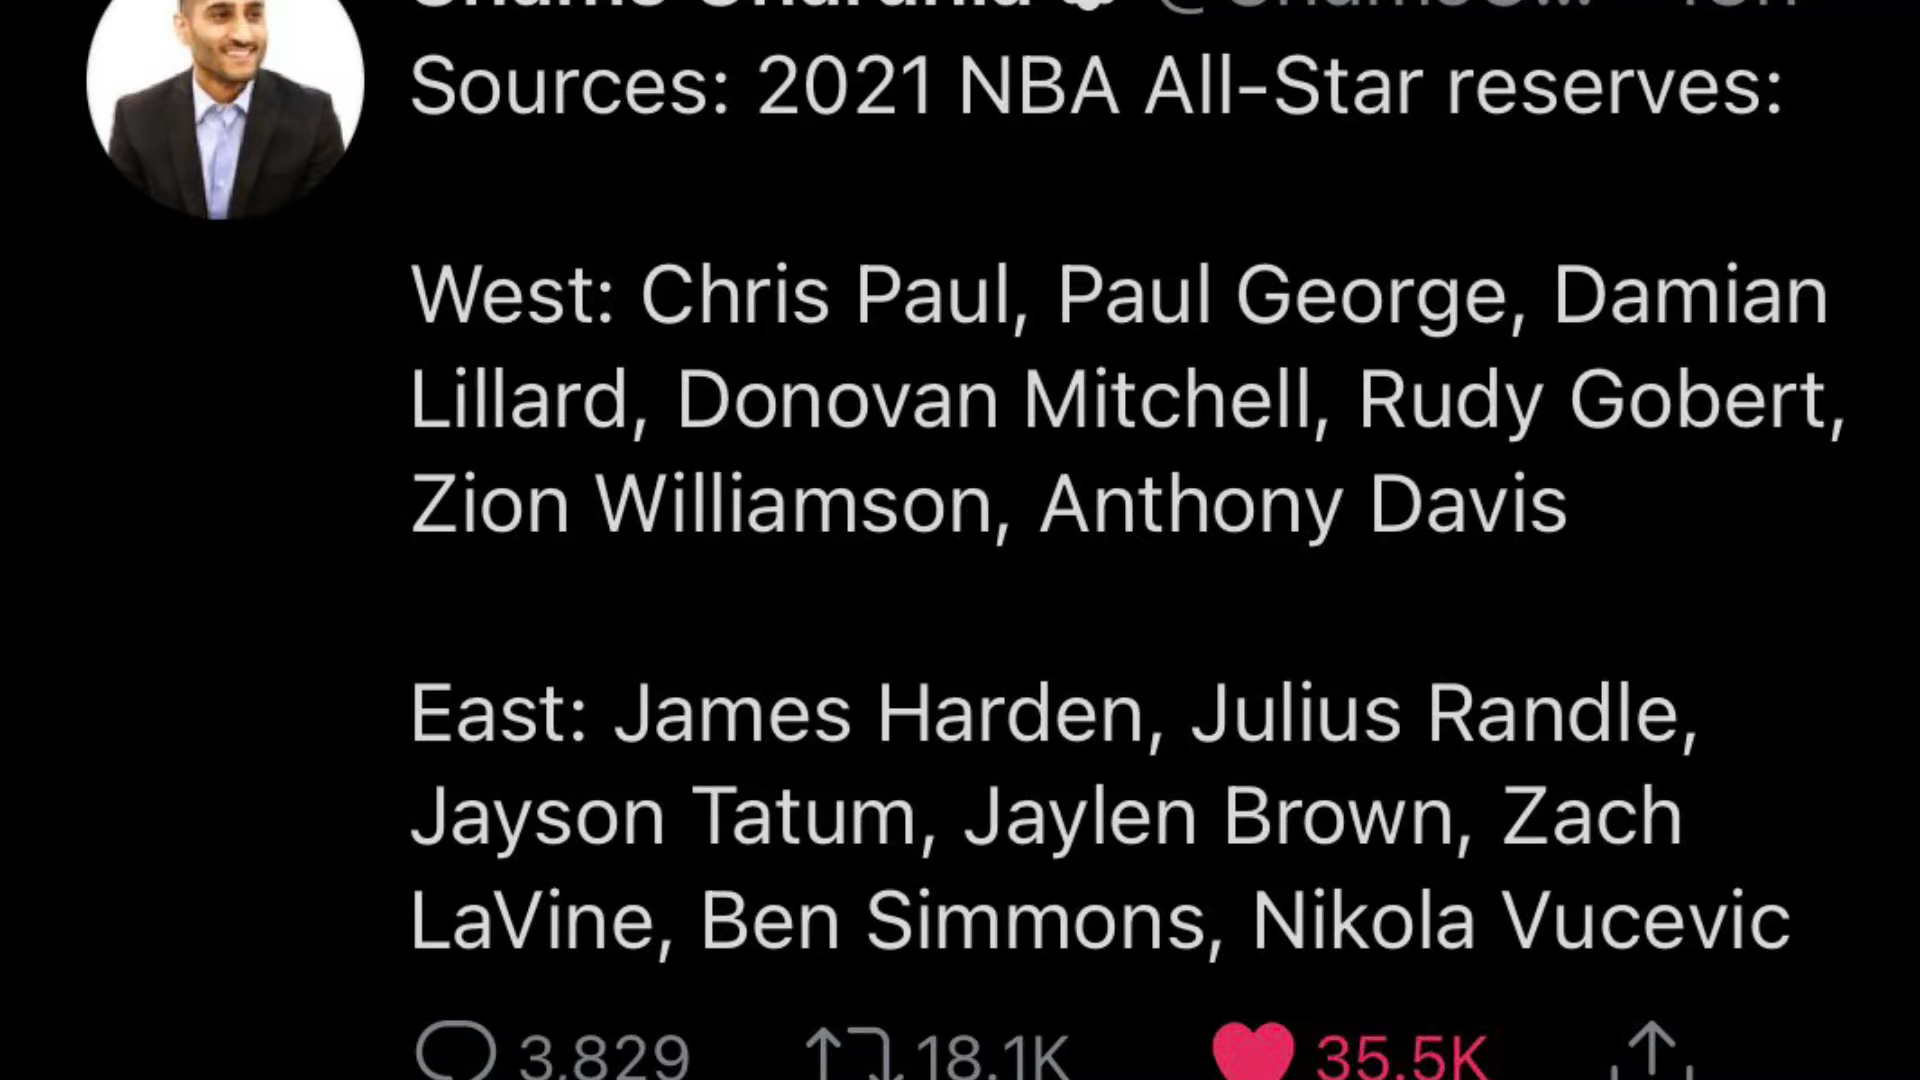 Sources: 2021 NBA All-Star reserves:
West: Chris Paul, Paul George, Damian
Lillard, Donovan Mitchell, Rudy Gobert,
Zion Williamson, Anthony Davis
East: James Harden, Julius Randle,
Jayson Tatum, Jaylen Brown, Zach
LaVine, Ben Simmons, Nikola Vucevic
3,829 18.1K 35.5K